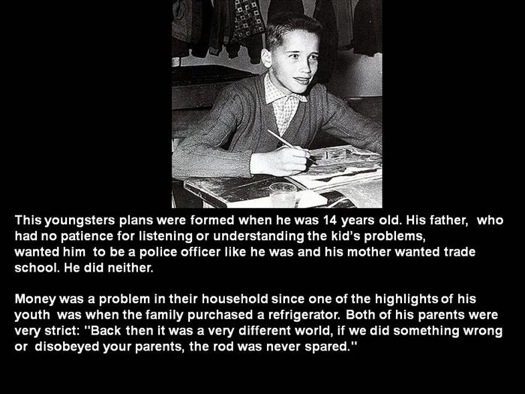 This youngsters plans were formed when he was 14 years old. His father,  who
had no patience for listening or understanding the kid's problems,
wanted him  to be a police officer like he was and his mother wanted trade
school. He did neither.
Money was a problem in their household since one of the highlights of his
youth  was when the family purchased a refrigerator. Both of his parents were
very strict: "Back then it was a very different world, if we did something wrong
or  disobeyed your parents, the rod was never spared."